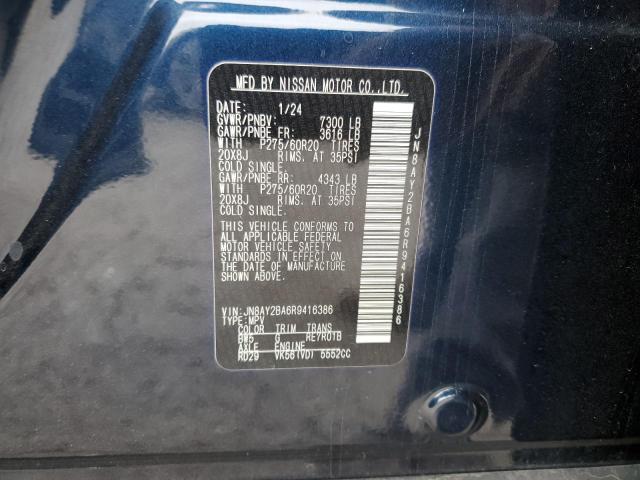 MFD BY NISSAN MOTOR CO.,LTD.
DATE: 1/24
GVWR/PNBV: 7300 LB
GAWR/PNBE FR: 3616 LB
WITH P275/60R20 TIRES
20X8J RIMS. AT 35PSI
COLD SINGLE.
GAWR/PNBE RR: 4343 LB
WITH P275/60R20 TIRES
20X8J RIMS. AT 35PSI
COLD SINGLE.
THIS VEHICLE CONFORMS TO
ALL APPLICABLE FEDERAL
MOTOR VEHICLE SAFETY
STANDARDS IN EFFECT ON
THE DATE OF MANUFACTURE
SHOWN ABOVE.
VIN: JN8AY2BA6R9416386
TYPE: MPV
COLOR TRIM TRANS
BW5 G RE7R01B
AXLE ENGINE
RD29 VK56(VD) 5552CC
JN8AY2BA6R9416386